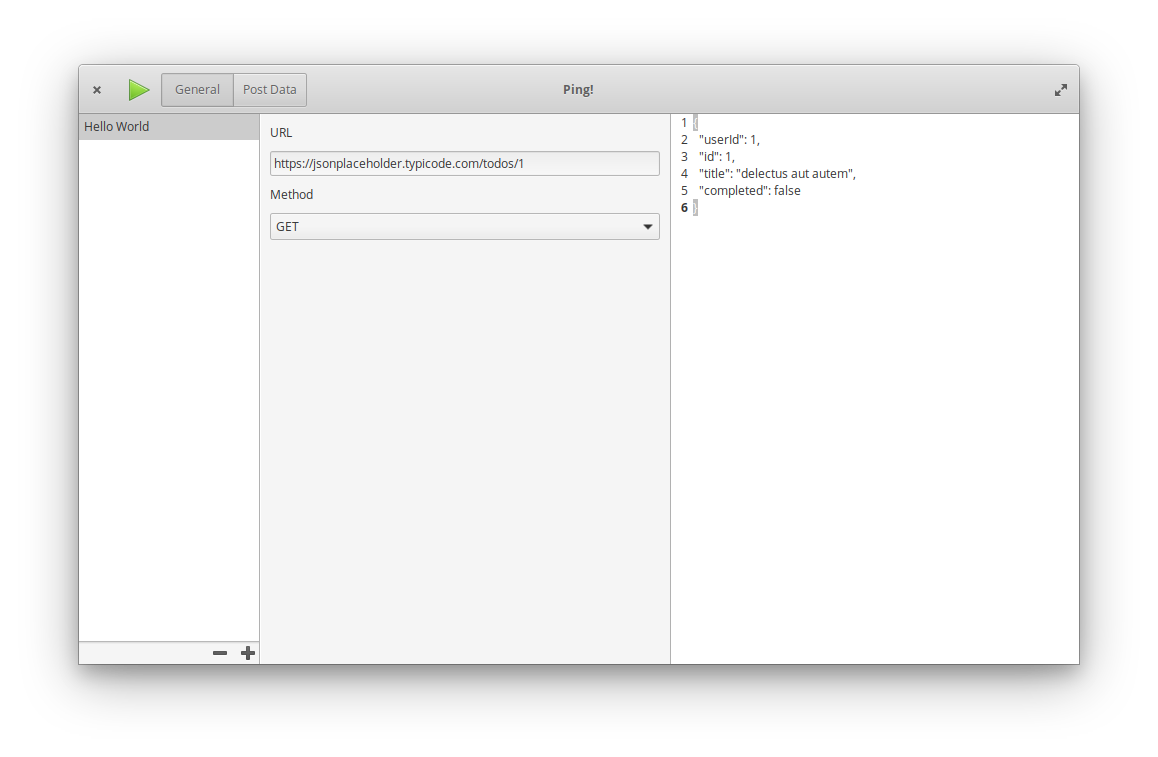 General
Post Data
Ping!
Hello World
URL
https://jsonplaceholder.typicode.com/todos/1
Method
GET
1 {
2 "userId": 1,
3 "id": 1,
4 "title": "delectus aut autem",
5 "completed": false
6 }